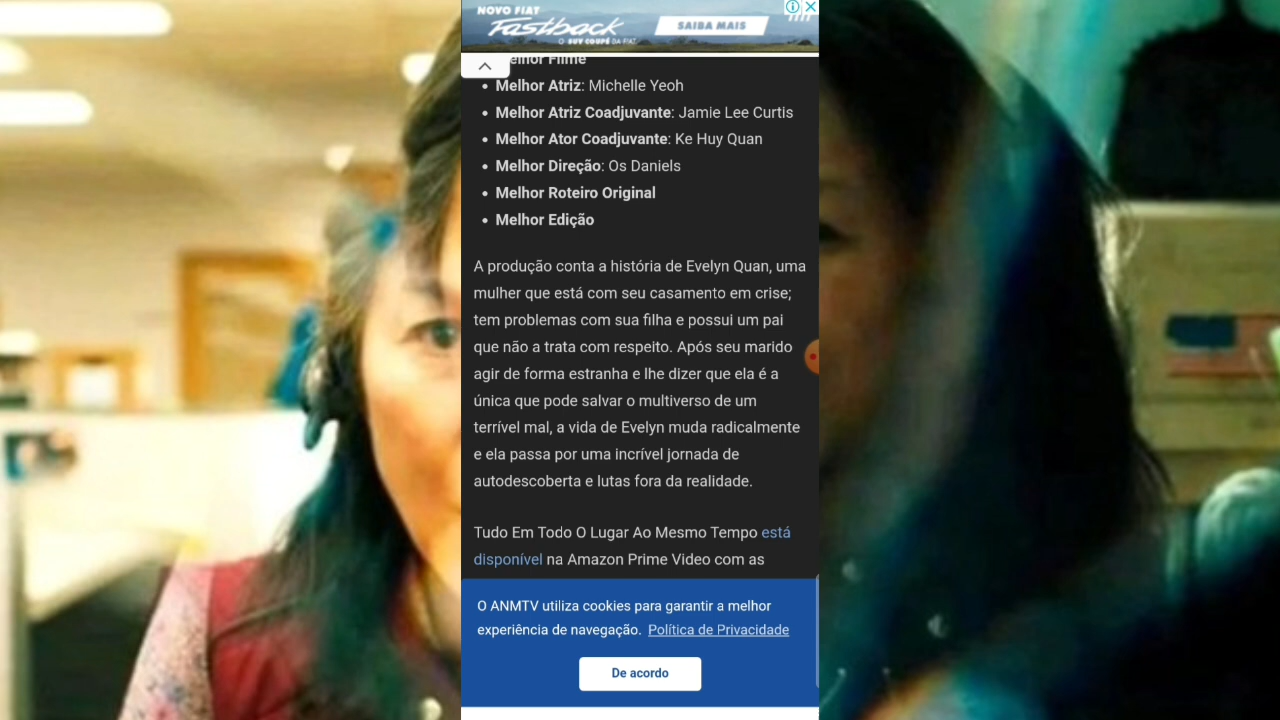 NOVO FIAT
Fastback
O SUV COUPÉ DA FIAT
SAIBA MAIS
Melhor Filme
• Melhor Atriz: Michelle Yeoh
• Melhor Atriz Coadjuvante: Jamie Lee Curtis
• Melhor Ator Coadjuvante: Ke Huy Quan
• Melhor Direção: Os Daniels
• Melhor Roteiro Original
• Melhor Edição
A produção conta a história de Evelyn Quan, uma
mulher que está com seu casamento em crise;
tem problemas com sua filha e possui um pai
que não a trata com respeito. Após seu marido
agir de forma estranha e lhe dizer que ela é a
única que pode salvar o multiverso de um
terrível mal, a vida de Evelyn muda radicalmente
e ela passa por uma incrível jornada de
autodescoberta e lutas fora da realidade.
Tudo Em Todo O Lugar Ao Mesmo Tempo está
disponível na Amazon Prime Video com as
O ANMTV utiliza cookies para garantir a melhor
experiência de navegação. Política de Privacidade
De acordo